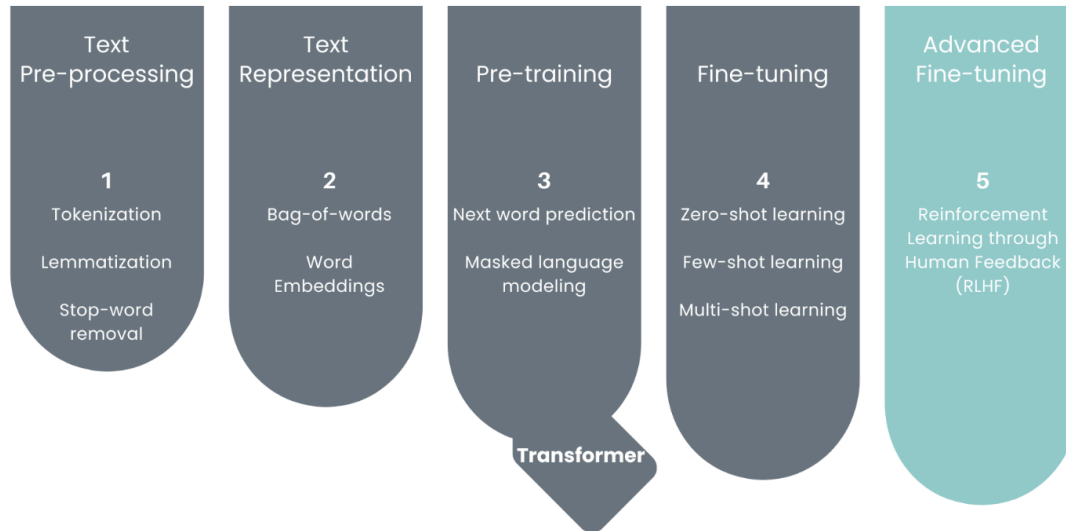 Text
Pre-processing
1
Tokenization
Lemmatization
Stop-word
removal
Text
Representation
2
Bag-of-words
Word
Embeddings
Pre-training
3
Next word prediction
Masked language
modeling
Transformer
Fine-tuning
4
Zero-shot learning
Few-shot learning
Multi-shot learning
Advanced
Fine-tuning
5
Reinforcement
Learning through
Human Feedback
(RLHF)